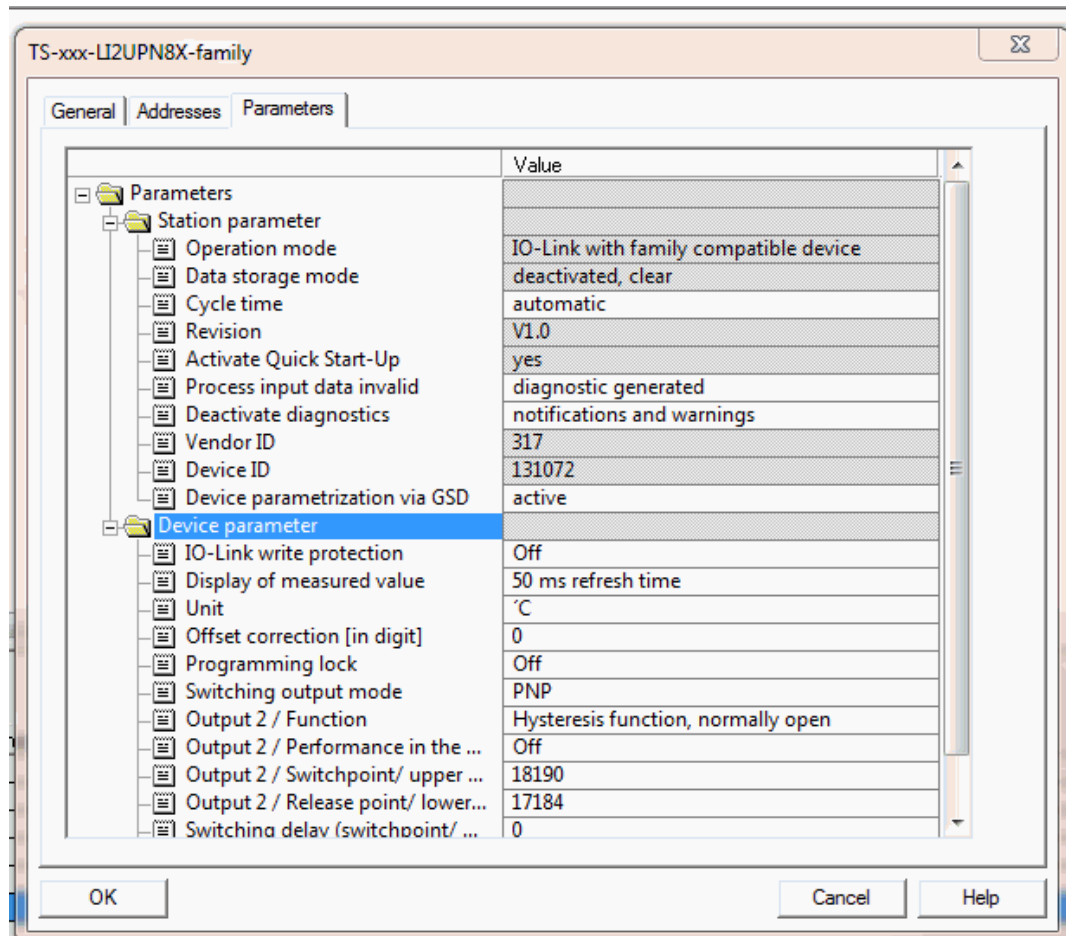 TS-xxx-LI2UPN8X-family
General Addresses Parameters
Value
Parameters
Station parameter
Operation mode IO-Link with family compatible device
Data storage mode deactivated, clear
Cycle time automatic
Revision V1.0
Activate Quick Start-Up yes
Process input data invalid diagnostic generated
Deactivate diagnostics notifications and warnings
Vendor ID 317
Device ID 131072
Device parametrization via GSD active
Device parameter
IO-Link write protection Off
Display of measured value 50 ms refresh time
Unit ´C
Offset correction [in digit] 0
Programming lock Off
Switching output mode PNP
Output 2 / Function Hysteresis function, normally open
Output 2 / Performance in the ... Off
Output 2 / Switchpoint/ upper ... 18190
Output 2 / Release point/ lower... 17184
Switching delay (switchpoint/ ... 0
OK Cancel Help